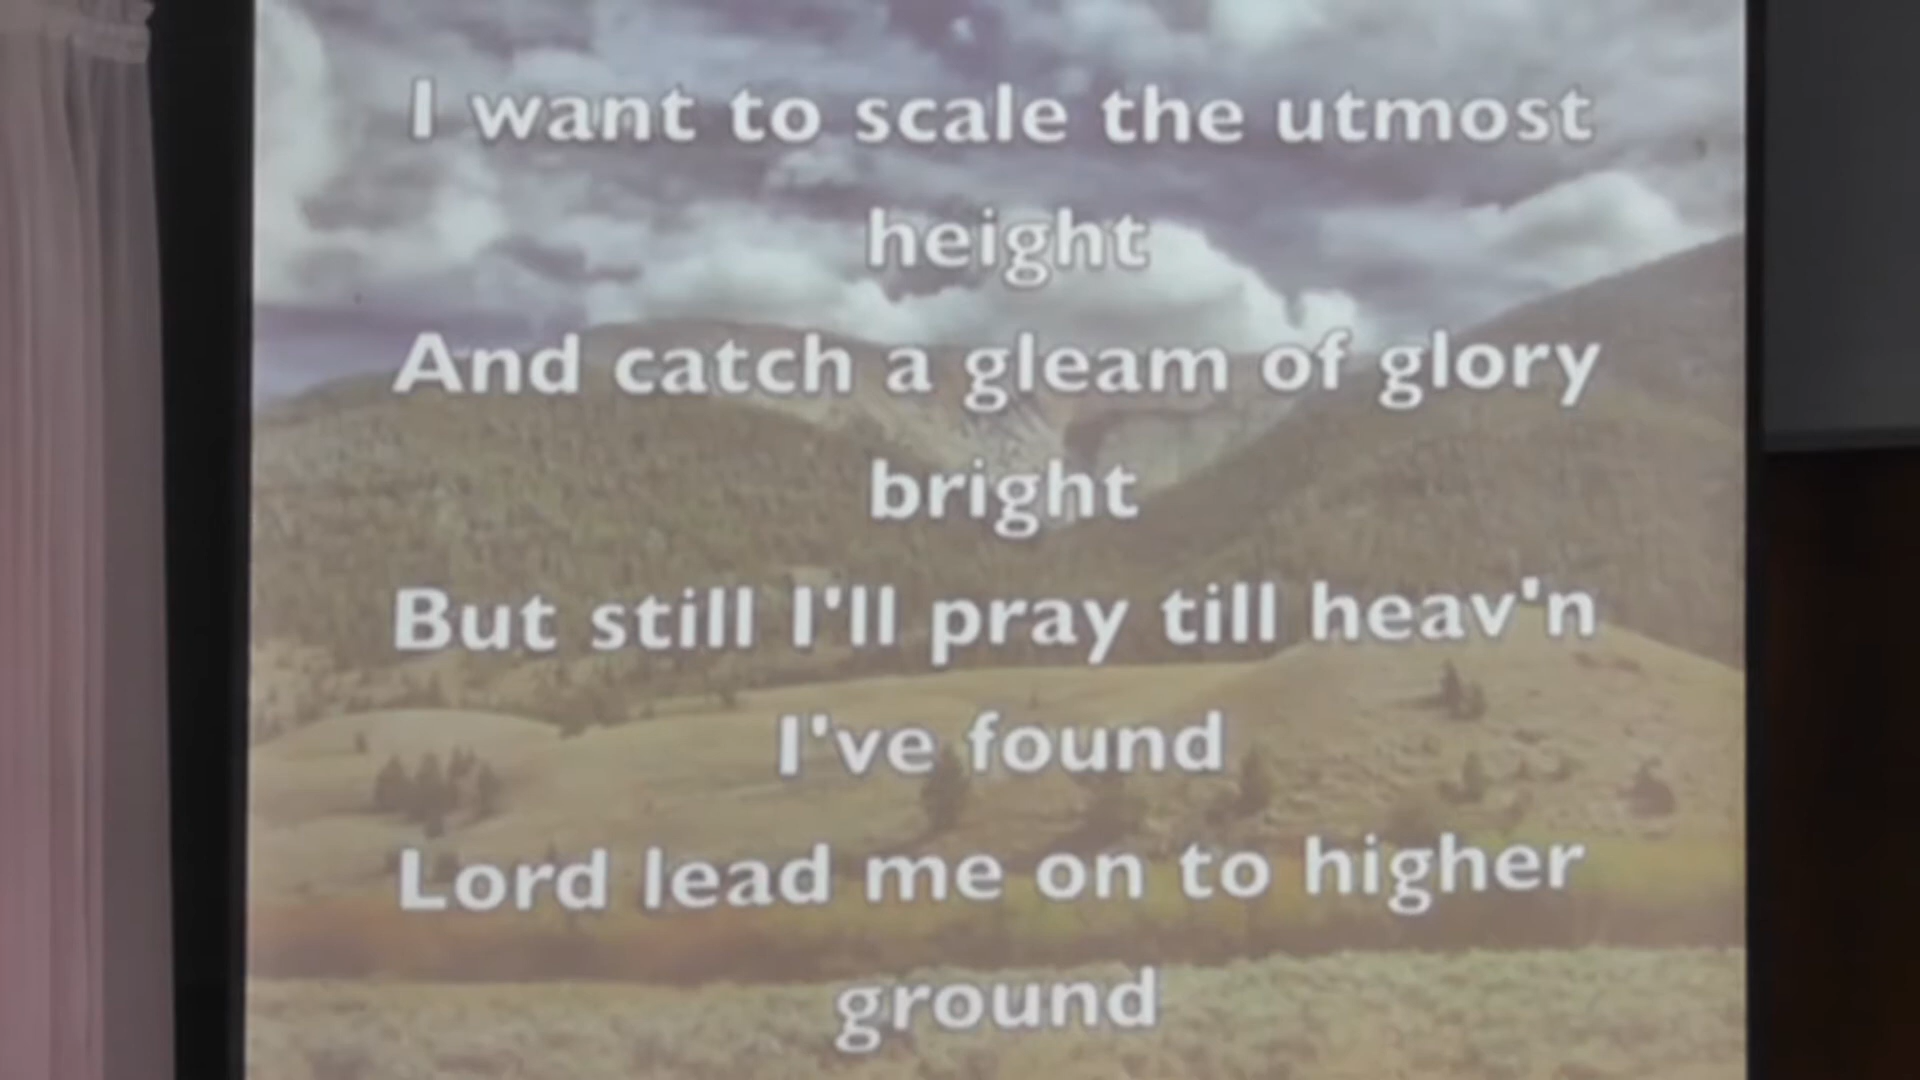 I want to scale the utmost
height
And catch a gleam of glory
bright
But still I'll pray till heav'n
I've found
Lord lead me on to higher
ground